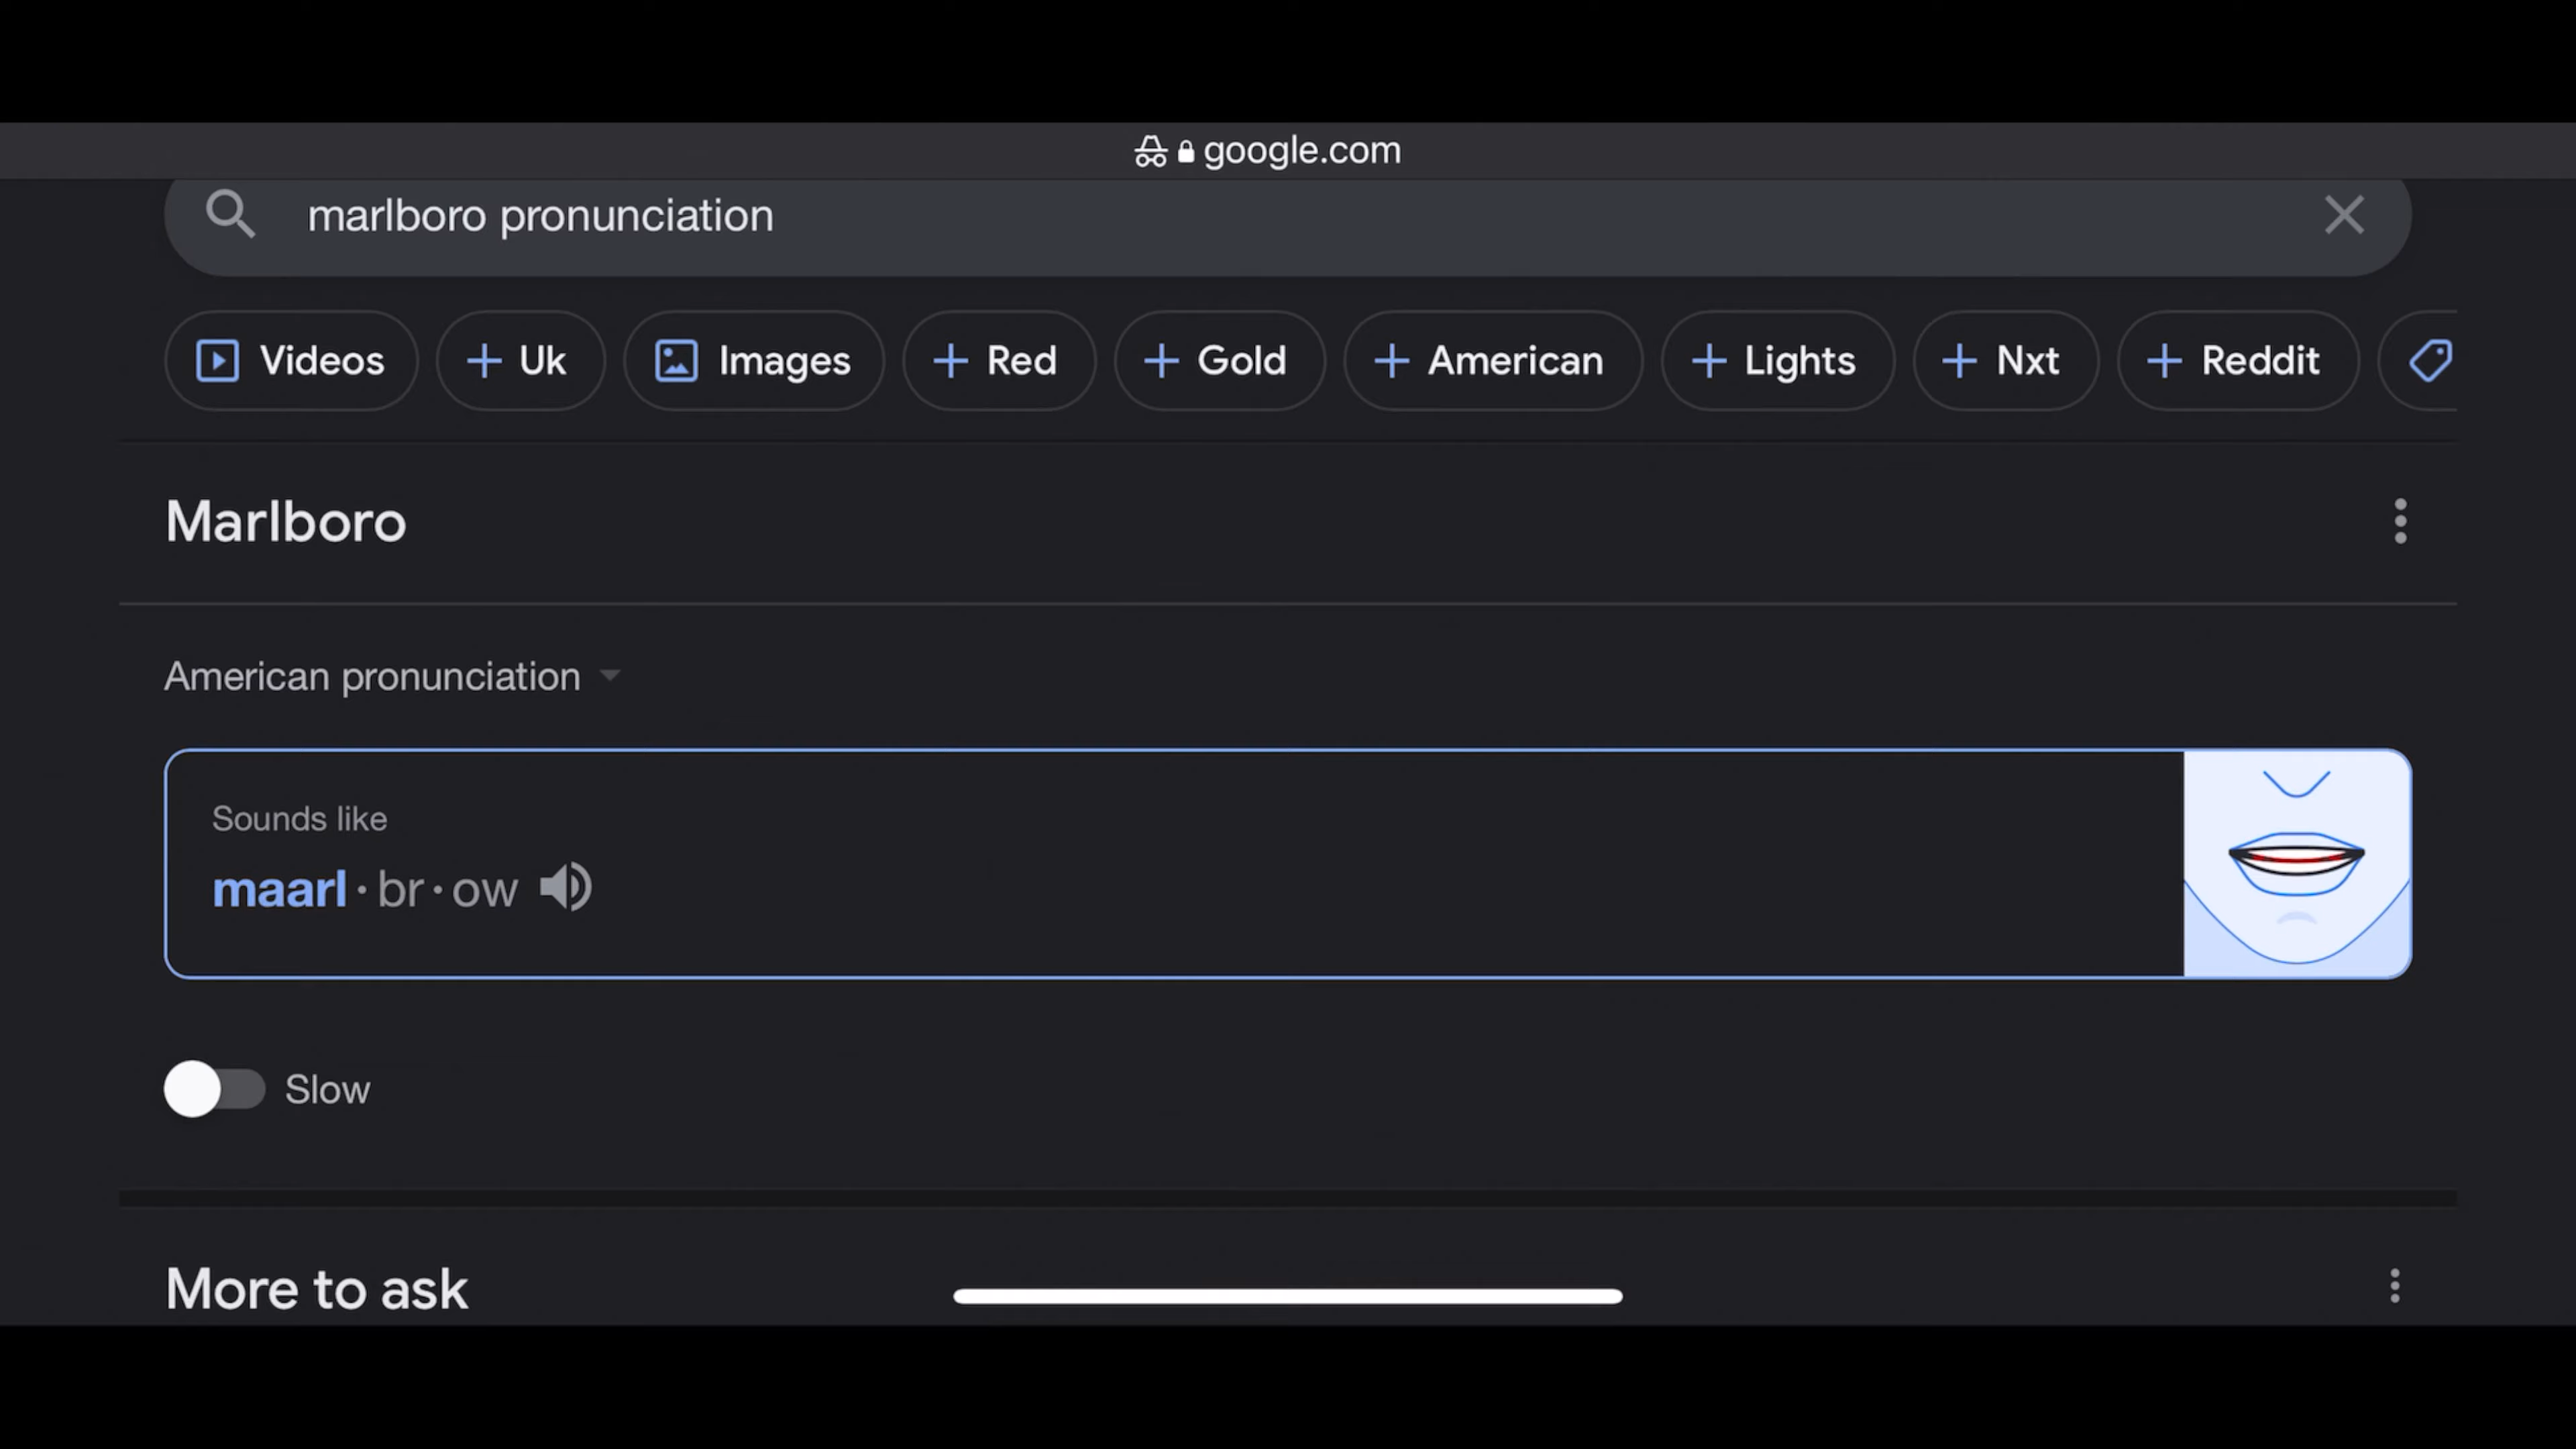 google.com
marlboro pronunciation
Videos Uk Images Red Gold American Lights Nxt Reddit
Marlboro
American pronunciation
Sounds like
maarl · br · ow
Slow
More to ask